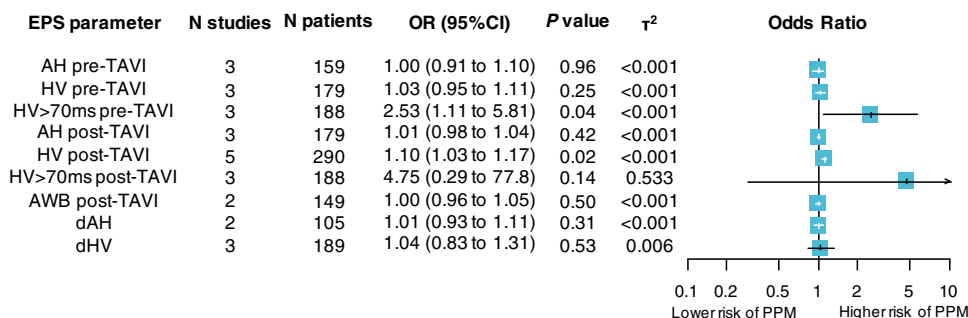 EPS parameter N studies N patients OR (95%CI) P value τ² Odds Ratio
AH pre-TAVI 3 159 1.00 (0.91 to 1.10) 0.96 <0.001
HV pre-TAVI 3 179 1.03 (0.95 to 1.11) 0.25 <0.001
HV>70ms pre-TAVI 3 188 2.53 (1.11 to 5.81) 0.04 <0.001
AH post-TAVI 3 179 1.01 (0.98 to 1.04) 0.42 <0.001
HV post-TAVI 5 290 1.10 (1.03 to 1.17) 0.02 <0.001
HV>70ms post-TAVI 3 188 4.75 (0.29 to 77.8) 0.14 0.533
AWB post-TAVI 2 149 1.00 (0.96 to 1.05) 0.50 <0.001
dAH 2 105 1.01 (0.93 to 1.11) 0.31 <0.001
dHV 3 189 1.04 (0.83 to 1.31) 0.53 0.006
0.1 0.2 0.5 1 2 5 10
Lower risk of PPM Higher risk of PPM